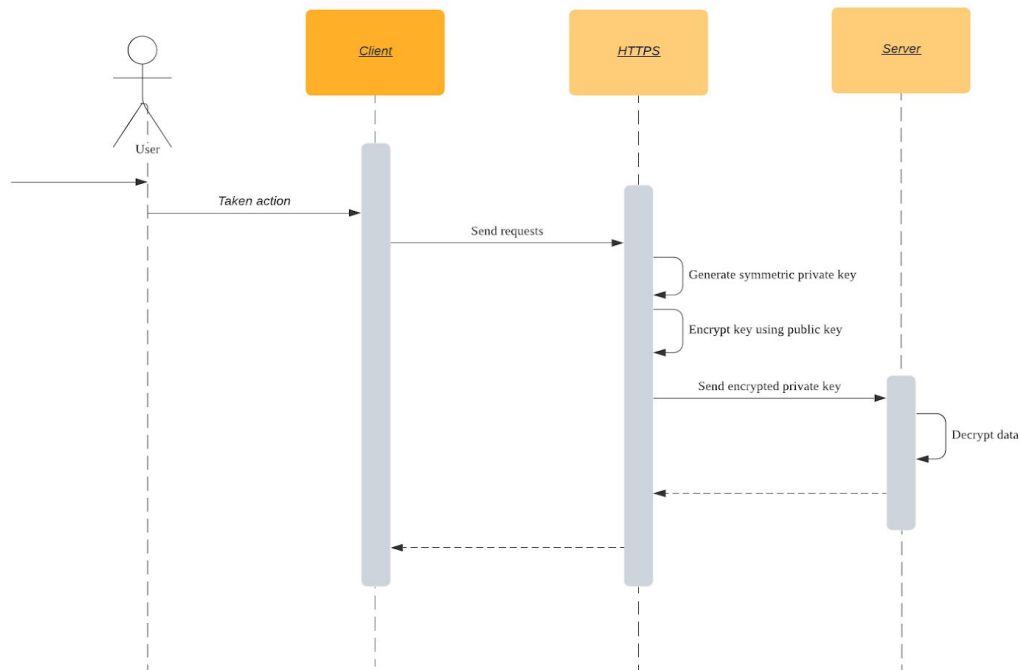 Client
HTTPS
Server
User
Taken action
Send requests
Generate symmetric private key
Encrypt key using public key
Send encrypted private key
Decrypt data